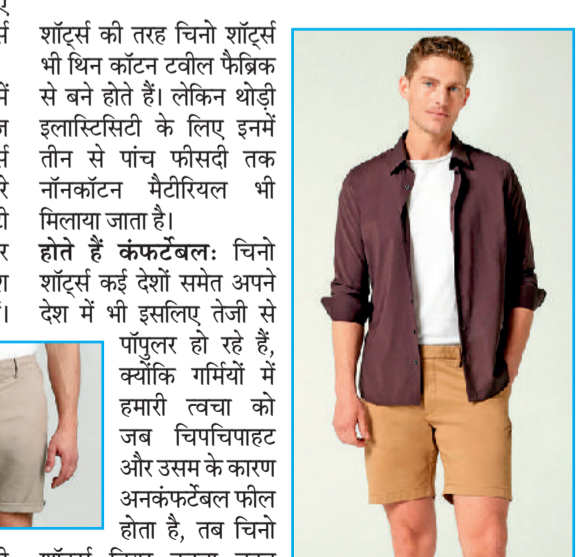 शॉर्ट्स की तरह चिनो शॉर्ट्स
भी थिन कॉटन टवील फैब्रिक
से बने होते हैं। लेकिन थोड़ी
इलास्टिसिटी के लिए इनमें
तीन से पांच फीसदी तक
नॉनकॉटन मैटीरियल भी
मिलाया जाता है।
होते हैं कंफर्टेबल: चिनो
शॉर्ट्स कई देशों समेत अपने
देश में भी इसलिए तेजी से
पॉपुलर हो रहे हैं,
क्योंकि गर्मियों में
हमारी त्वचा को
जब चिपचिपाहट
और उसम के कारण
अनकंफर्टेबल फील
होता है, तब चिनो